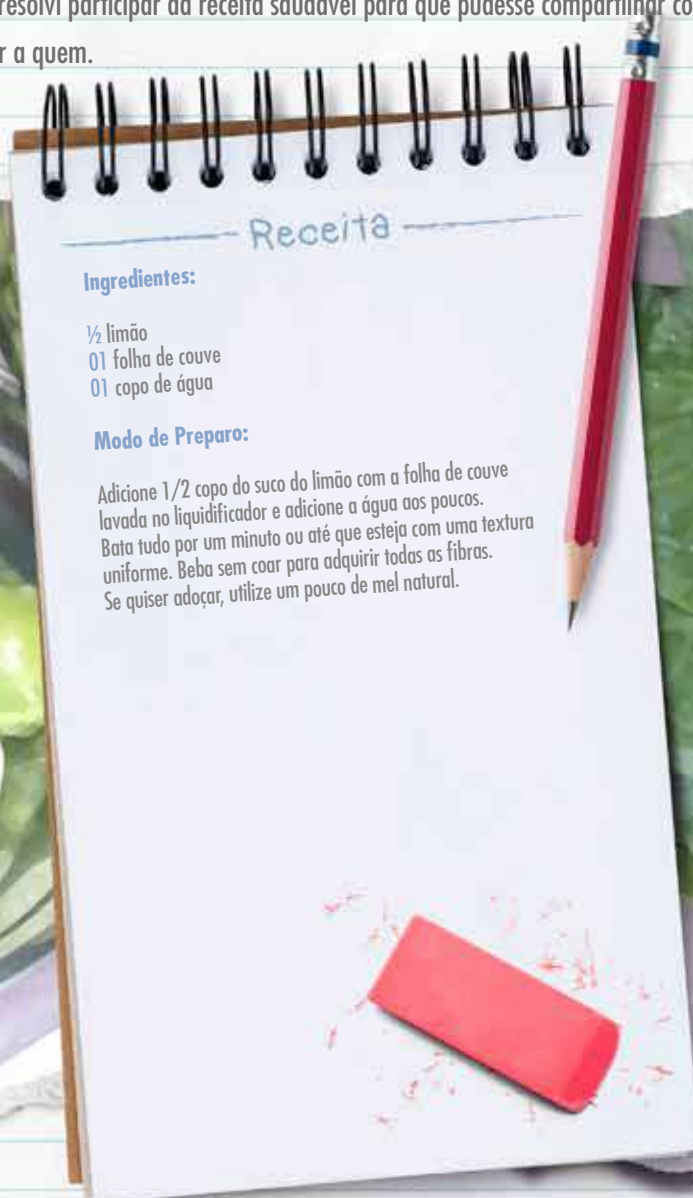 resolvi participar da receita saudável para que pudesse compartilhar co
r a quem.
Receita
Ingredientes:
½ limão
01 folha de couve
01 copo de água
Modo de Preparo:
Adicione 1/2 copo do suco do limão com a folha de couve
lavada no liquidificador e adicione a água aos poucos.
Bata tudo por um minuto ou até que esteja com uma textura
uniforme. Beba sem coar para adquirir todas as fibras.
Se quiser adoçar, utilize um pouco de mel natural.